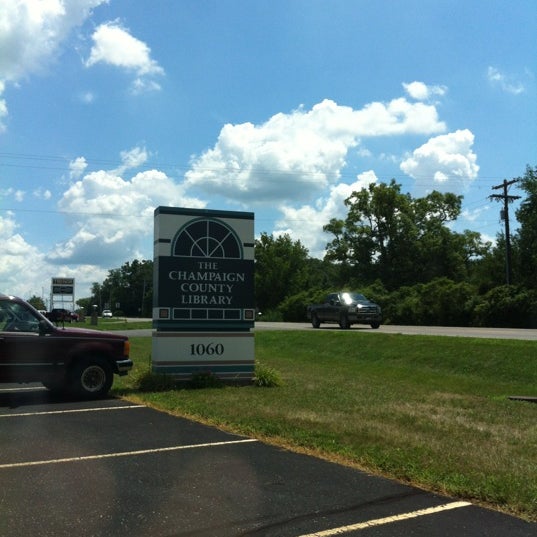 THE
CHAMPAIGN
COUNTY
LIBRARY
1060